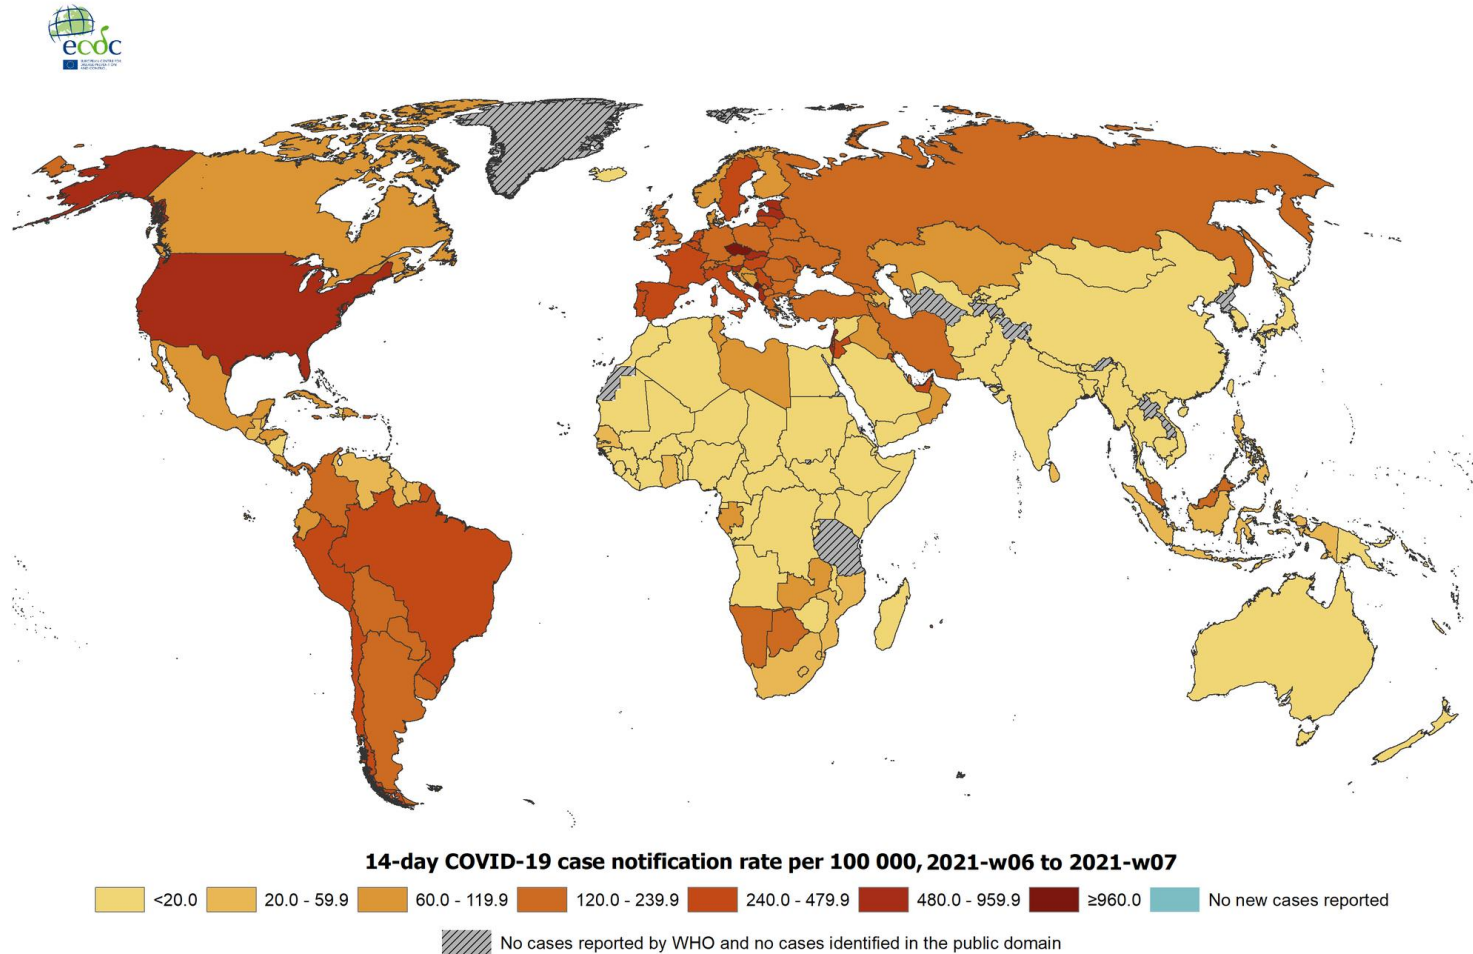 ecdc
14-day COVID-19 case notification rate per 100 000, 2021-w06 to 2021-w07
<20.0 20.0 - 59.9 60.0 - 119.9 120.0 - 239.9 240.0 - 479.9 480.0 - 959.9 ≥960.0 No new cases reported
No cases reported by WHO and no cases identified in the public domain